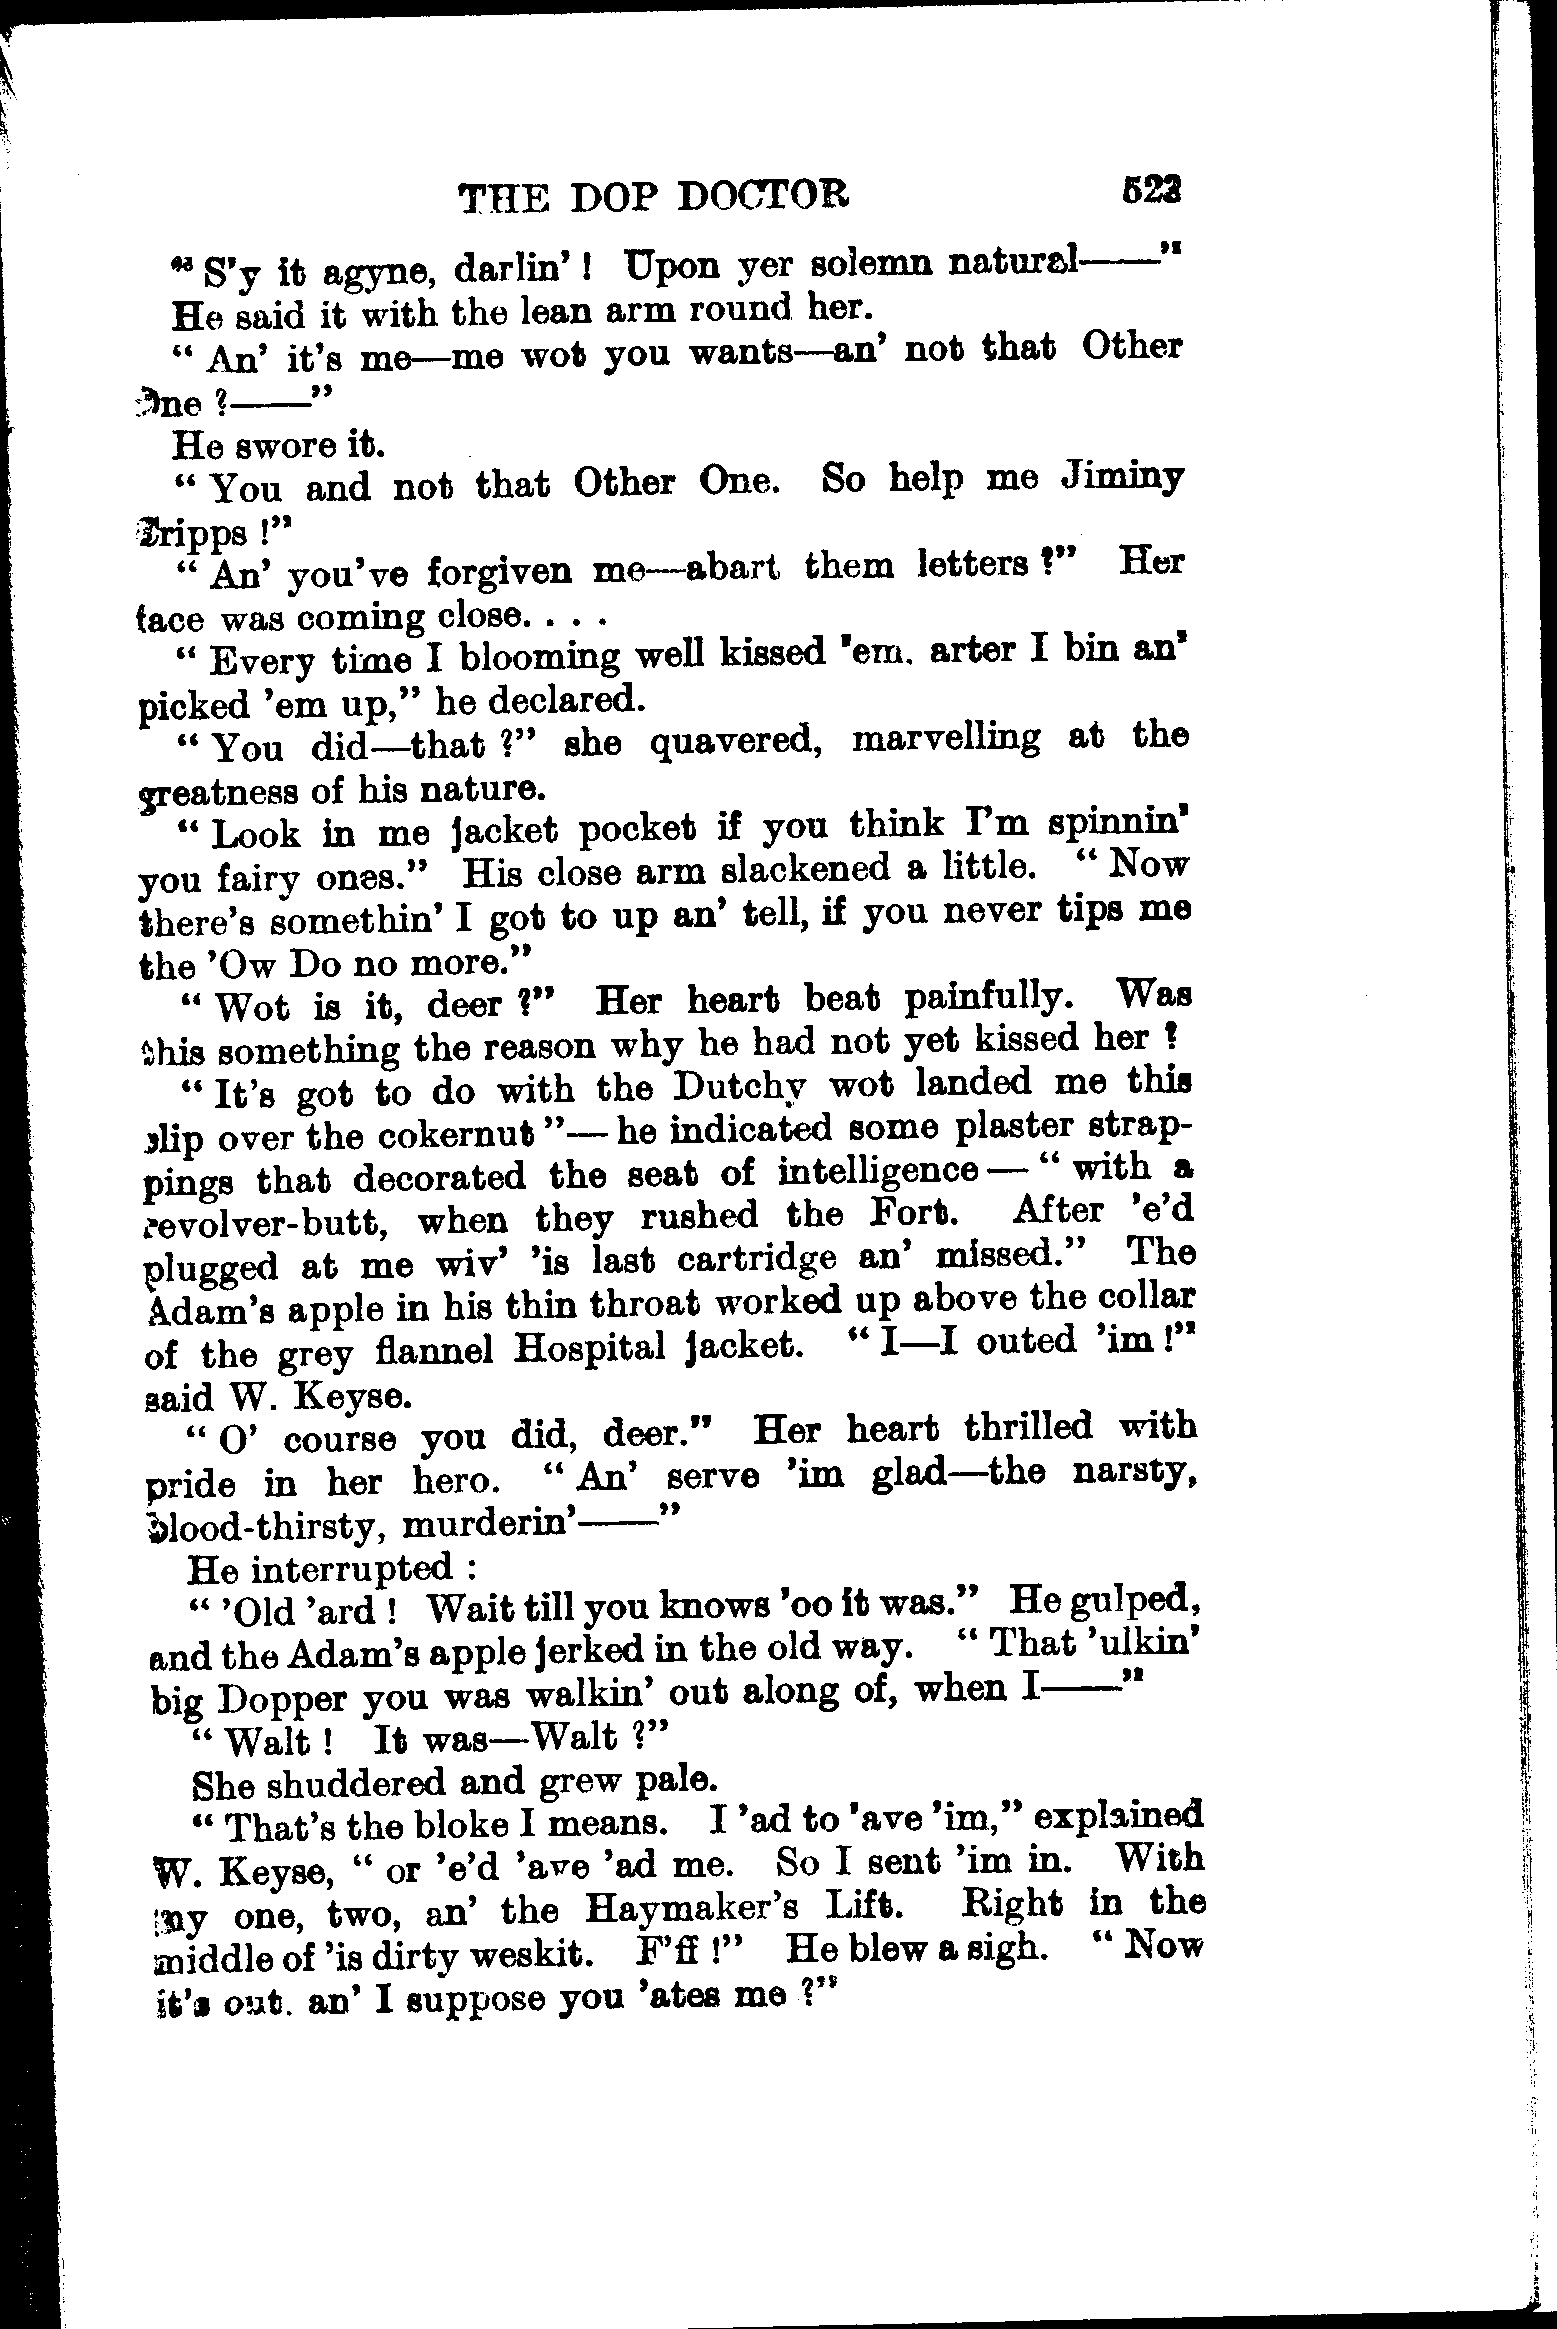 THE DOP DOCTOR 523
“S'y it agyne, darlin'! Upon yer solemn natural——”
He said it with the lean arm round her.
“An' it's me—me wot you wants—an' not that Other
One?——”
He swore it.
“You and not that Other One. So help me Jiminy
Cripps!”
“An' you've forgiven me—abart them letters?” Her
face was coming close. . . .
“Every time I blooming well kissed 'em, arter I bin an'
picked 'em up,” he declared.
“You did—that?” she quavered, marvelling at the
greatness of his nature.
“Look in me jacket pocket if you think I'm spinnin'
you fairy ones.” His close arm slackened a little. “Now
there's somethin' I got to up an' tell, if you never tips me
the 'Ow Do no more.”
“Wot is it, deer?” Her heart beat painfully. Was
this something the reason why he had not yet kissed her?
“It's got to do with the Dutchy wot landed me this
slip over the cokernut”—he indicated some plaster strap-
pings that decorated the seat of intelligence—“with a
revolver-butt, when they rushed the Fort. After 'e'd
plugged at me wiv' 'is last cartridge an' missed.” The
Adam's apple in his thin throat worked up above the collar
of the grey flannel Hospital jacket. “I—I outed 'im!”
said W. Keyse.
“O' course you did, deer.” Her heart thrilled with
pride in her hero. “An' serve 'im glad—the narsty,
blood-thirsty, murderin'——”
He interrupted:
“'Old 'ard! Wait till you knows 'oo it was.” He gulped,
and the Adam's apple jerked in the old way. “That 'ulkin'
big Dopper you was walkin' out along of, when I——”
“Walt! It was—Walt?”
She shuddered and grew pale.
“That's the bloke I means. I 'ad to 'ave 'im,” explained
W. Keyse, “or 'e'd 'ave 'ad me. So I sent 'im in. With
my one, two, an' the Haymaker's Lift. Right in the
middle of 'is dirty weskit. F'ff!” He blew a sigh. “Now
it's out, an' I suppose you 'ates me?”